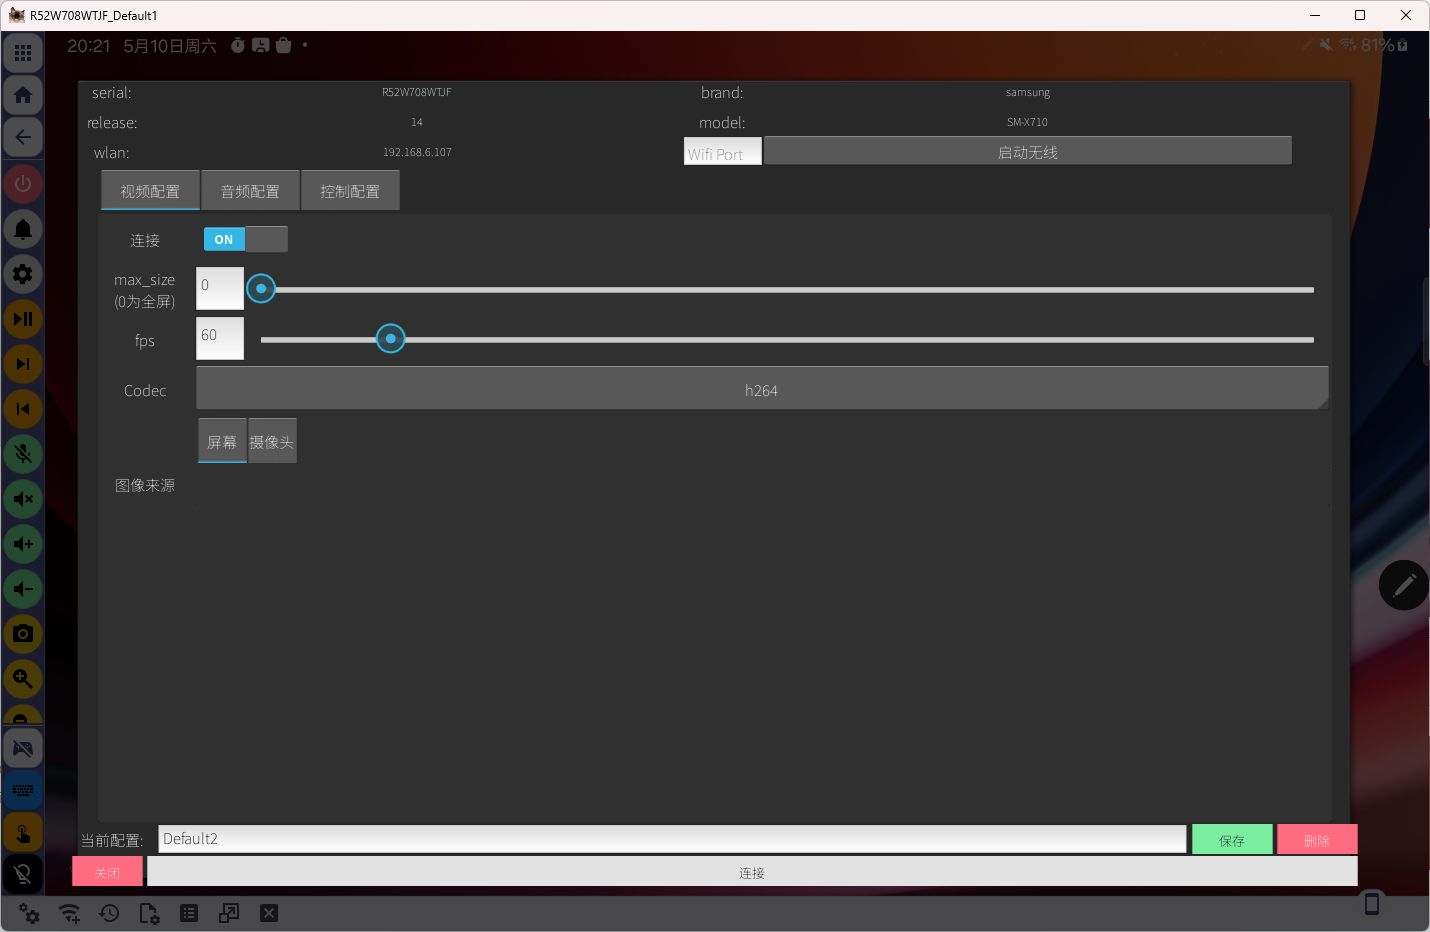 R52W708WTJF_Default1
20:21 5月10日周六
81%
serial: R52W708WTJF brand: samsung
release: 14 model: SM-X710
wlan: 192.168.6.107 Wifi Port 启动无线
视频配置 音频配置 控制配置
连接 ON
max_size
(0为全屏) 0
fps 60
Codec h264
屏幕 摄像头
图像来源
当前配置: Default2 保存 删除
关闭 连接